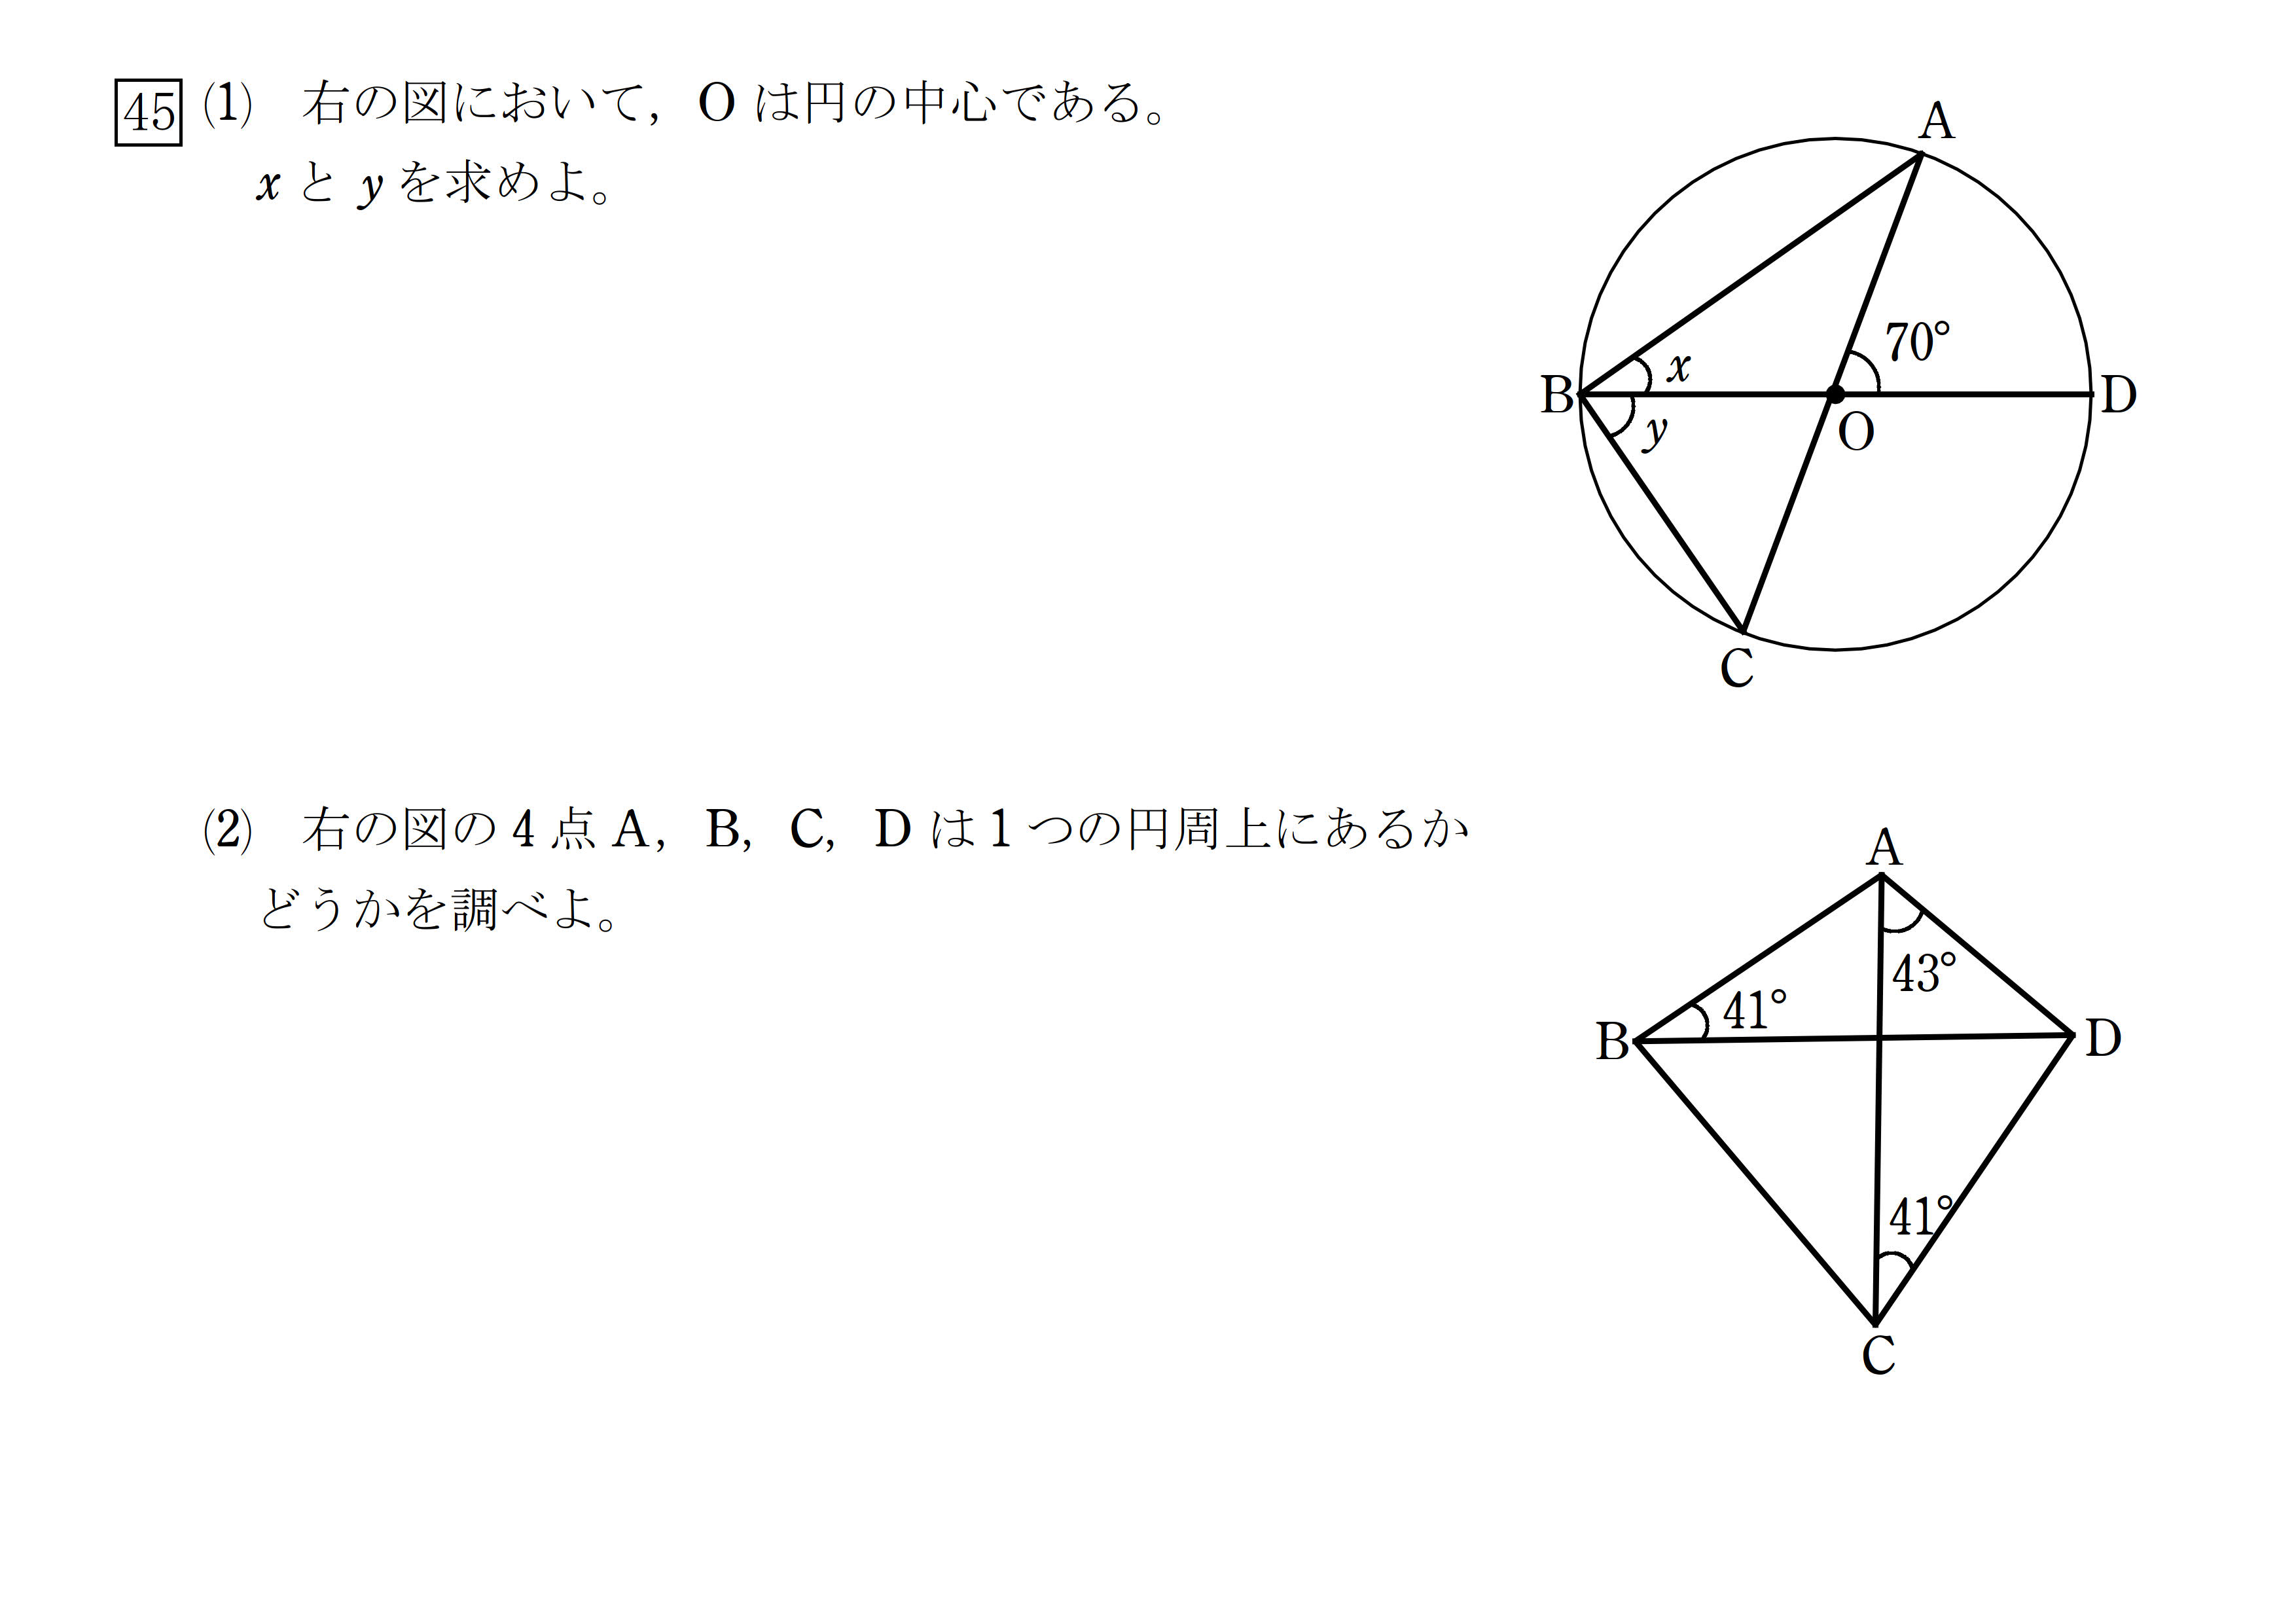 45 (1) 右の図において，O は円の中心である。
x と y を求めよ。
A
70°
x
B
D
O
y
C
(2) 右の図の 4 点 A，B，C，D は 1 つの円周上にあるか
どうかを調べよ。
A
43°
41°
B
D
41°
C